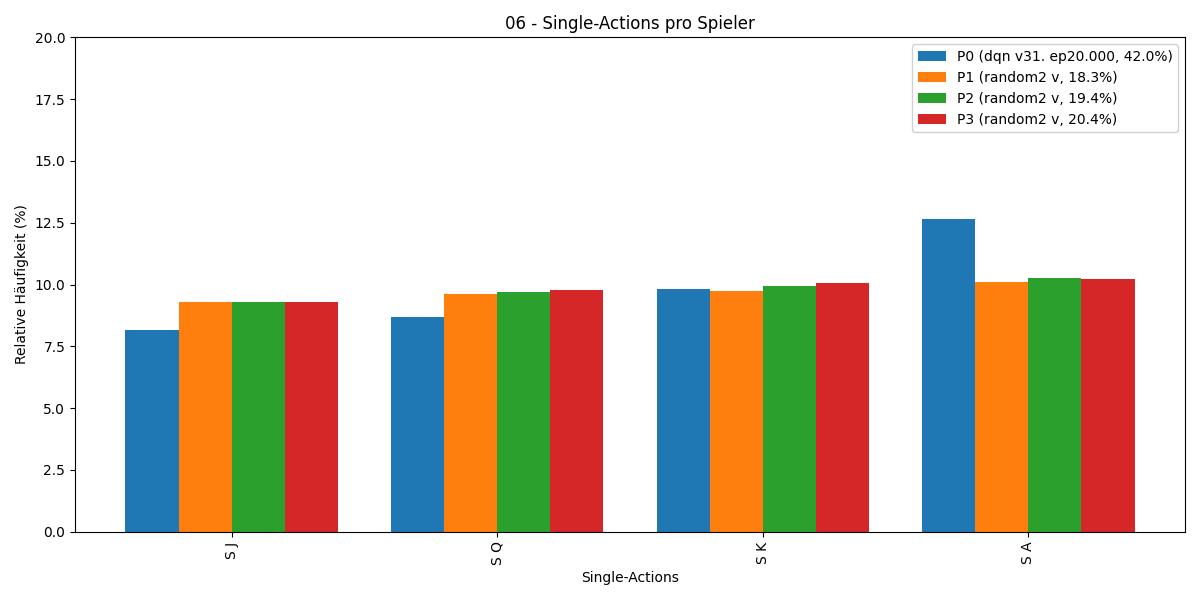 06 - Single-Actions pro Spieler
20.0
17.5
15.0
12.5
10.0
7.5
5.0
2.5
0.0
Relative Häufigkeit (%)
P0 (dqn v31. ep20.000, 42.0%)
P1 (random2 v, 18.3%)
P2 (random2 v, 19.4%)
P3 (random2 v, 20.4%)
S J
S Q
S K
S A
Single-Actions